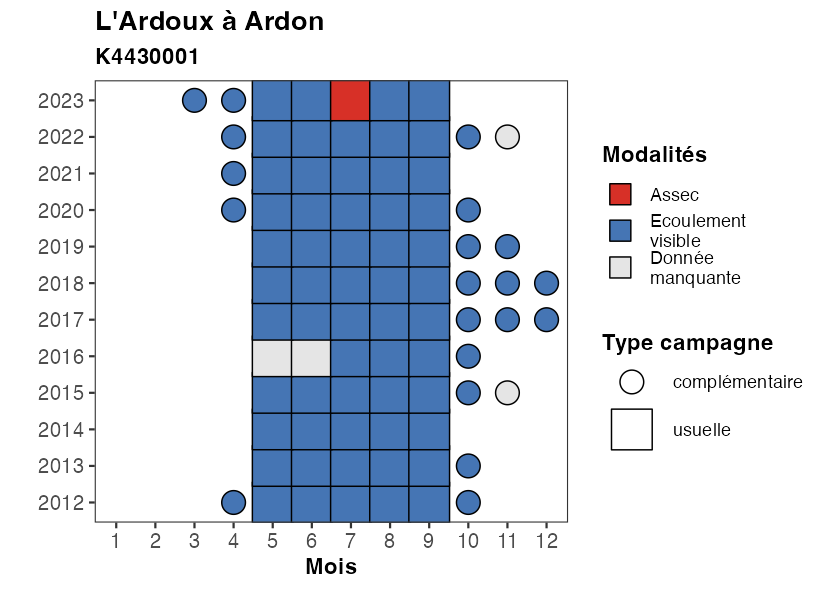 L'Ardoux à Ardon
K4430001
2023
2022
2021
2020
2019
2018
2017
2016
2015
2014
2013
2012
1 2 3 4 5 6 7 8 9 10 11 12
Mois
Modalités
Assec
Ecoulement
visible
Donnée
manquante
Type campagne
complémentaire
usuelle